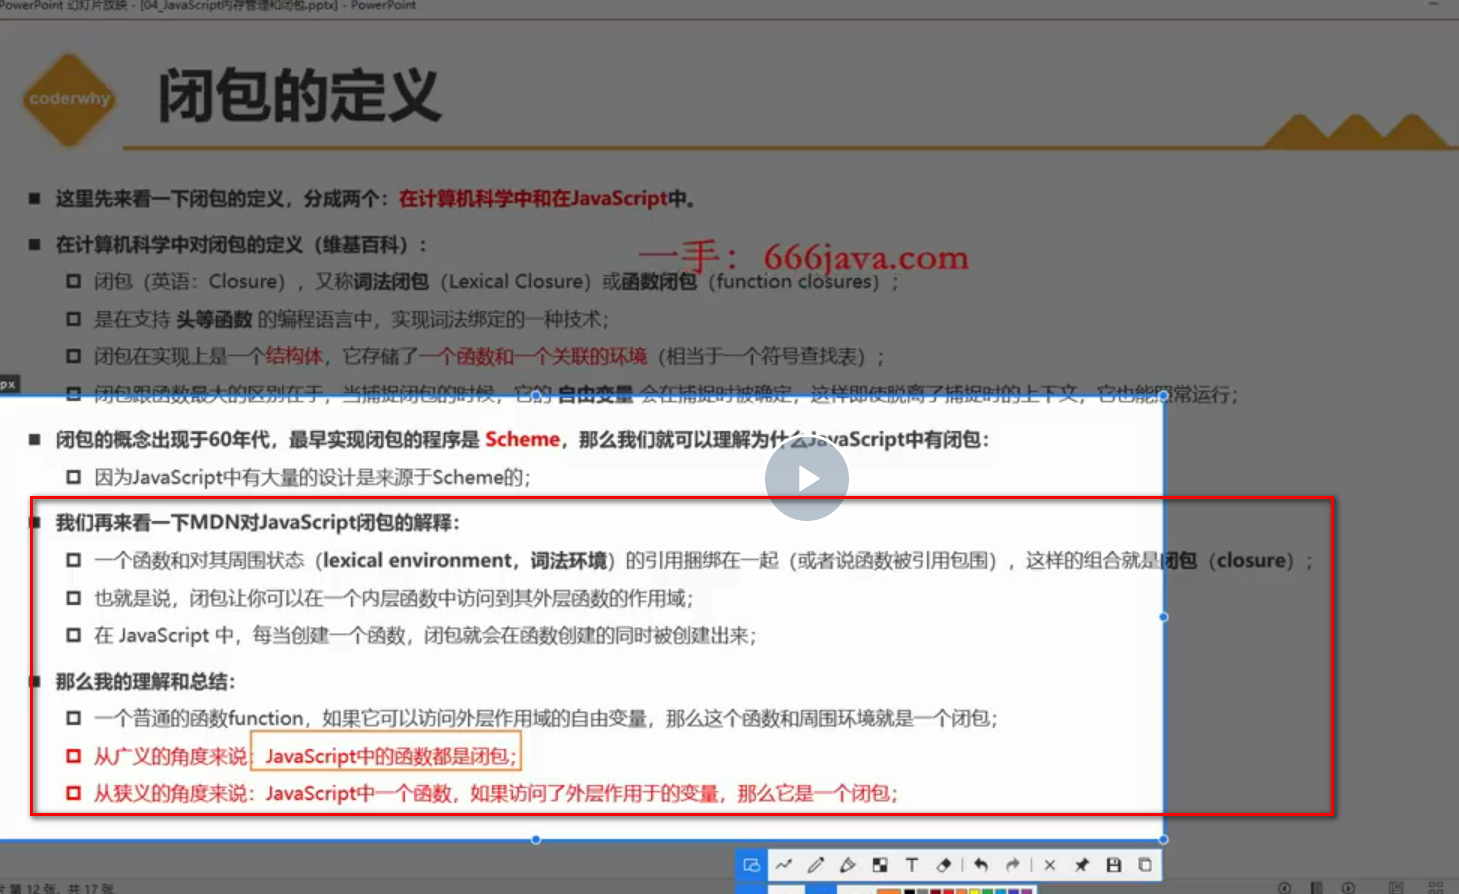 PowerPoint 幻灯片放映 - [04_JavaScript内存管理和闭包.pptx] - PowerPoint
coderwhy
闭包的定义
这里先来看一下闭包的定义，分成两个：在计算机科学中和在JavaScript中。
在计算机科学中对闭包的定义（维基百科）：
一手：666java.com
闭包（英语：Closure），又称词法闭包（Lexical Closure）或函数闭包（function closures）；
是在支持 头等函数 的编程语言中，实现词法绑定的一种技术；
闭包在实现上是一个结构体，它存储了一个函数和一个关联的环境（相当于一个符号查找表）；
px
闭包跟函数最大的区别在于，当捕捉闭包的时候，它的 自由变量 会在捕捉时被确定，这样即使脱离了捕捉时的上下文，它也能照常运行；
闭包的概念出现于60年代，最早实现闭包的程序是 Scheme，那么我们就可以理解为什么JavaScript中有闭包：
因为JavaScript中有大量的设计是来源于Scheme的；
我们再来看一下MDN对JavaScript闭包的解释：
一个函数和对其周围状态（lexical environment，词法环境）的引用捆绑在一起（或者说函数被引用包围），这样的组合就是闭包（closure）；
也就是说，闭包让你可以在一个内层函数中访问到其外层函数的作用域；
在 JavaScript 中，每当创建一个函数，闭包就会在函数创建的同时被创建出来；
那么我的理解和总结：
一个普通的函数function，如果它可以访问外层作用域的自由变量，那么这个函数和周围环境就是一个闭包；
从广义的角度来说：JavaScript中的函数都是闭包；
从狭义的角度来说：JavaScript中一个函数，如果访问了外层作用于的变量，那么它是一个闭包；
片 第 12 张，共 17 张